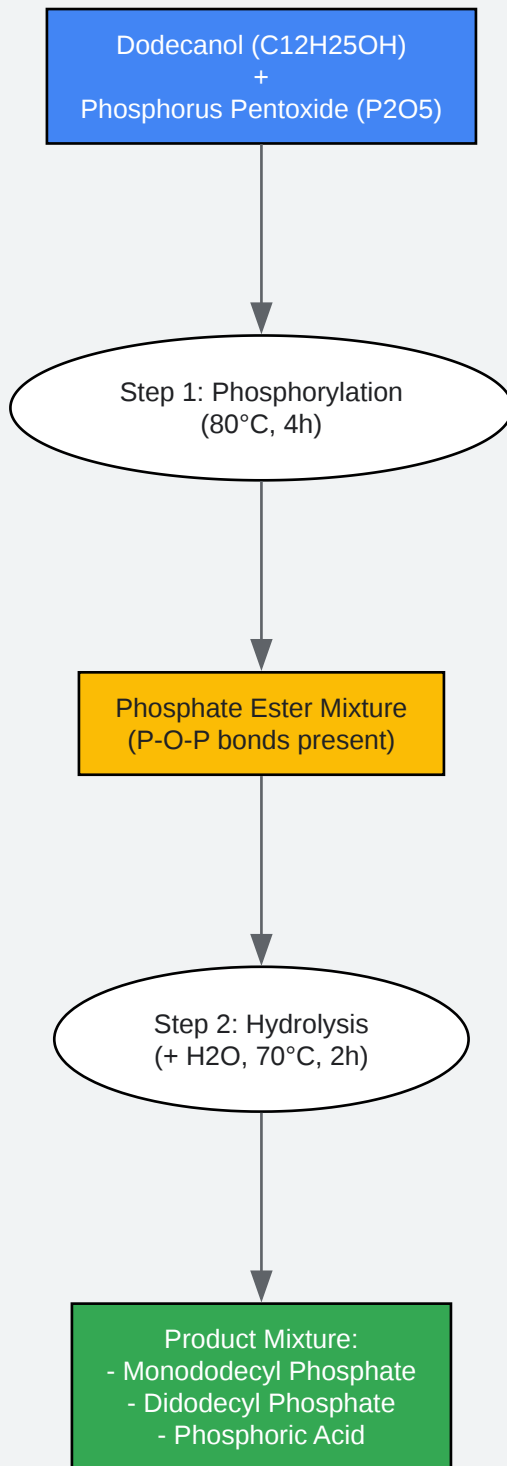 Dodecanol (C12H25OH)
+
Phosphorus Pentoxide (P2O5)
Step 1: Phosphorylation
(80°C, 4h)
Phosphate Ester Mixture
(P-O-P bonds present)
Step 2: Hydrolysis
(+ H2O, 70°C, 2h)
Product Mixture:
- Monododecyl Phosphate
- Didodecyl Phosphate
- Phosphoric Acid